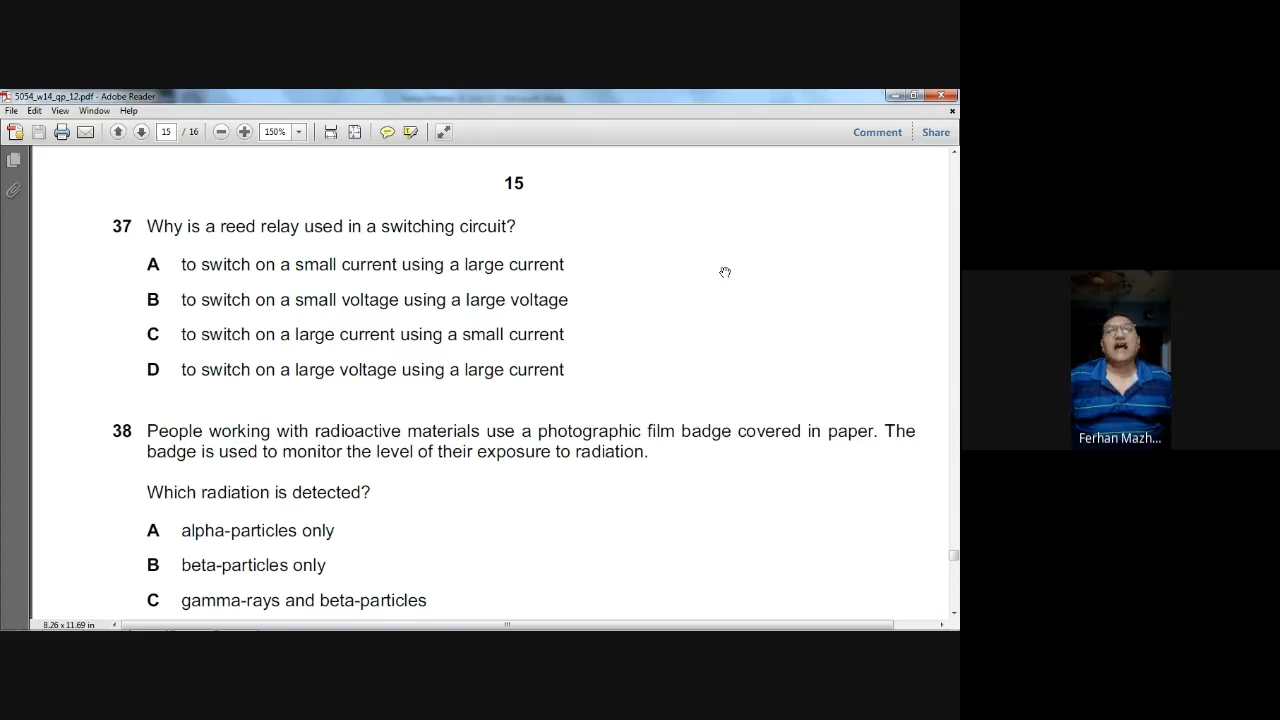 5054_w14_qp_12.pdf - Adobe Reader
File Edit View Window Help
15 / 16 150% Comment Share
15
37 Why is a reed relay used in a switching circuit?
A to switch on a small current using a large current
B to switch on a small voltage using a large voltage
C to switch on a large current using a small current
D to switch on a large voltage using a large current
38 People working with radioactive materials use a photographic film badge covered in paper. The
badge is used to monitor the level of their exposure to radiation.
Which radiation is detected?
A alpha-particles only
B beta-particles only
C gamma-rays and beta-particles
8.26 x 11.69 in
Ferhan Mazh...